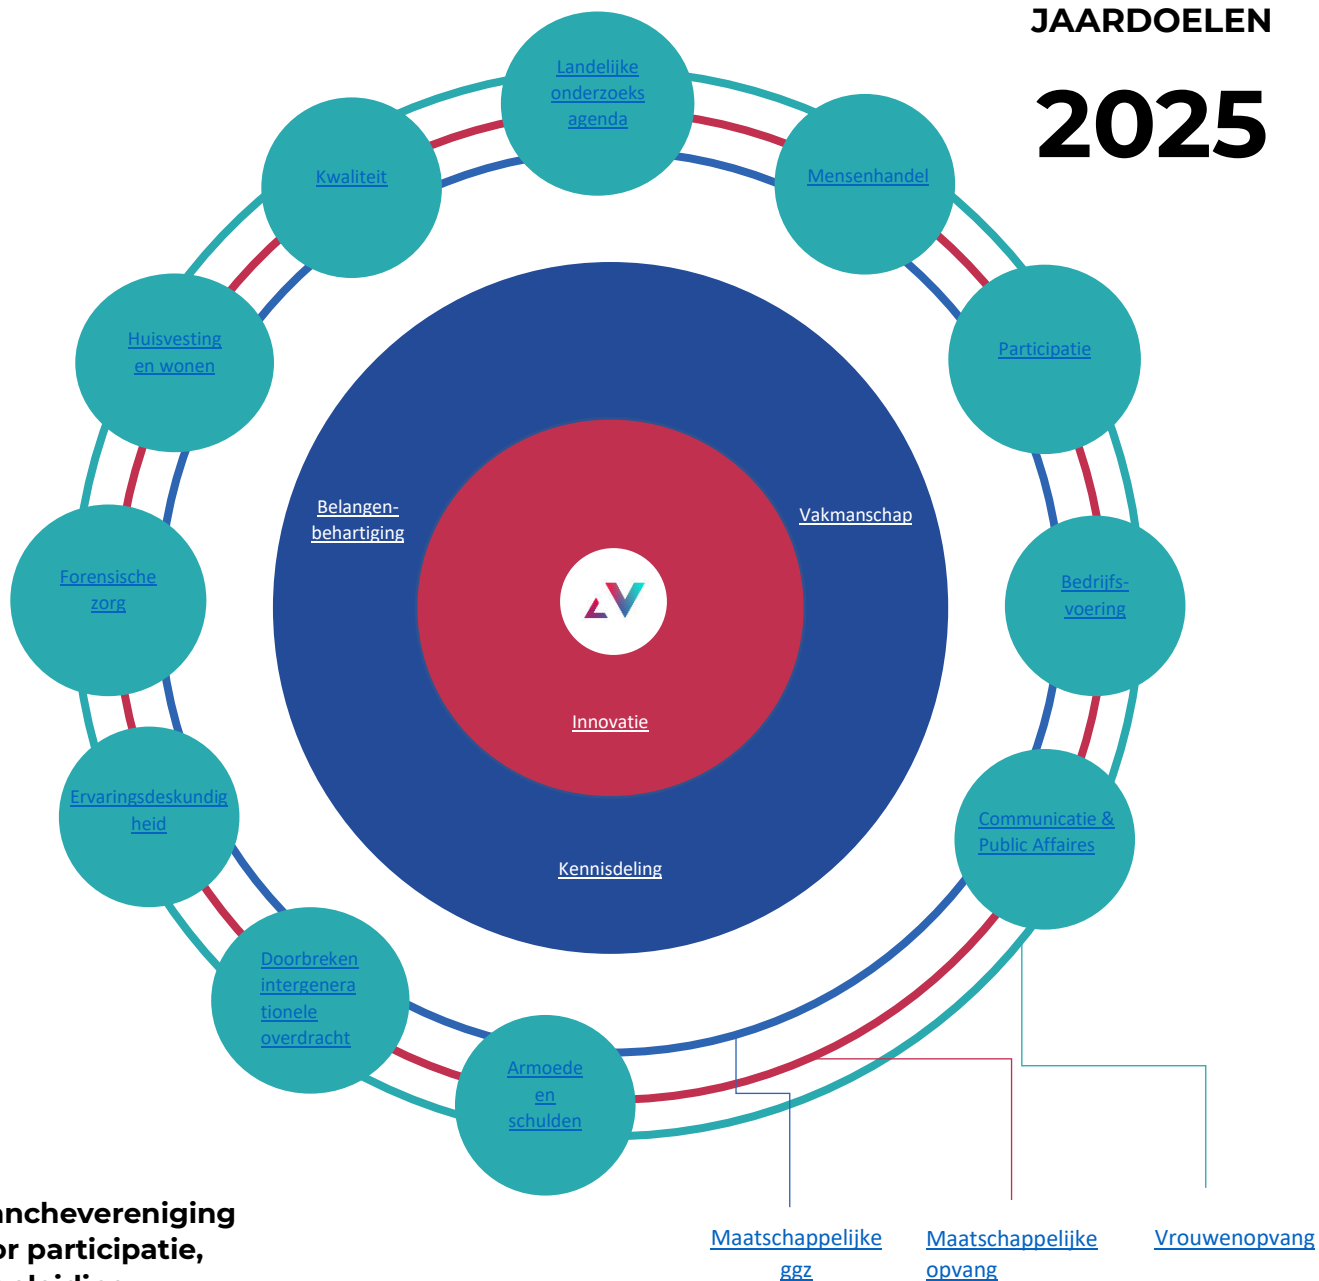 JAARDOELEN
2025
Landelijke
onderzoeks
agenda
Kwaliteit
Mensenhandel
Huisvesting
en wonen
Participatie
Belangen-
behartiging
Vakmanschap
Forensische
zorg
Bedrijfs-
voering
Innovatie
Ervaringsdeskundig
heid
Communicatie &
Public Affaires
Kennisdeling
Doorbreken
intergenera
tionele
overdracht
Armoede
en
schulden
anchevereniging
or participatie,
Maatschappelijke
ggz
Maatschappelijke
opvang
Vrouwenopvang